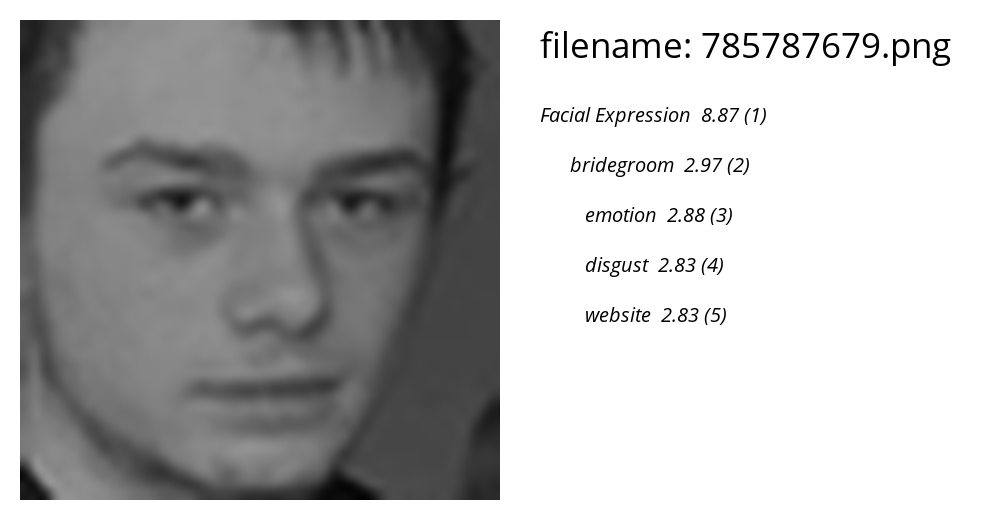 filename: 785787679.png
Facial Expression 8.87 (1)
bridegroom 2.97 (2)
emotion 2.88 (3)
disgust 2.83 (4)
website 2.83 (5)